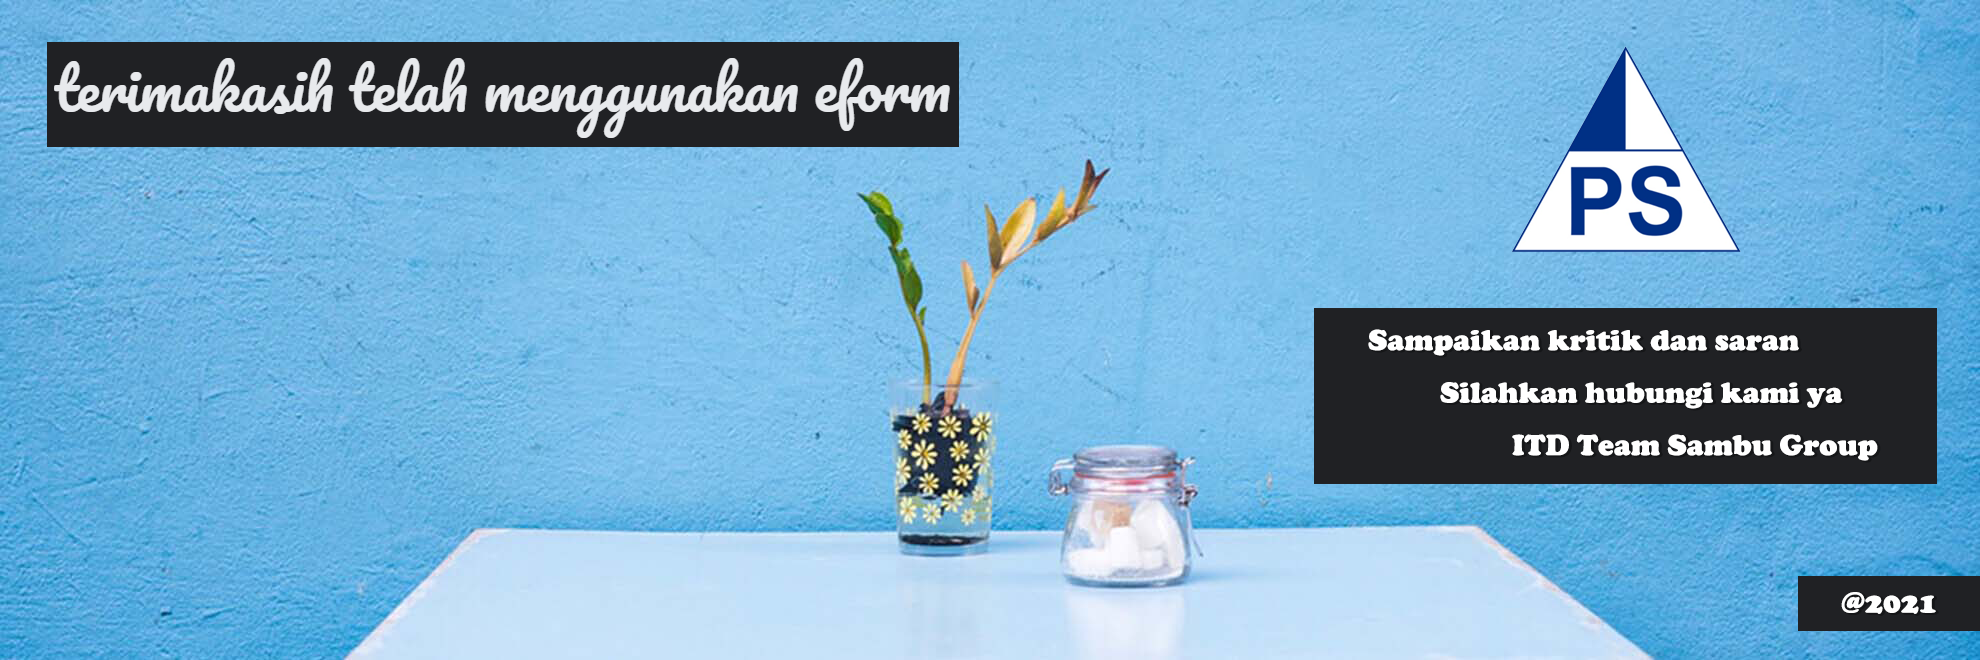 terimakasih telah menggunakan eform
PS
Sampaikan kritik dan saran
Silahkan hubungi kami ya
ITD Team Sambu Group
@2021